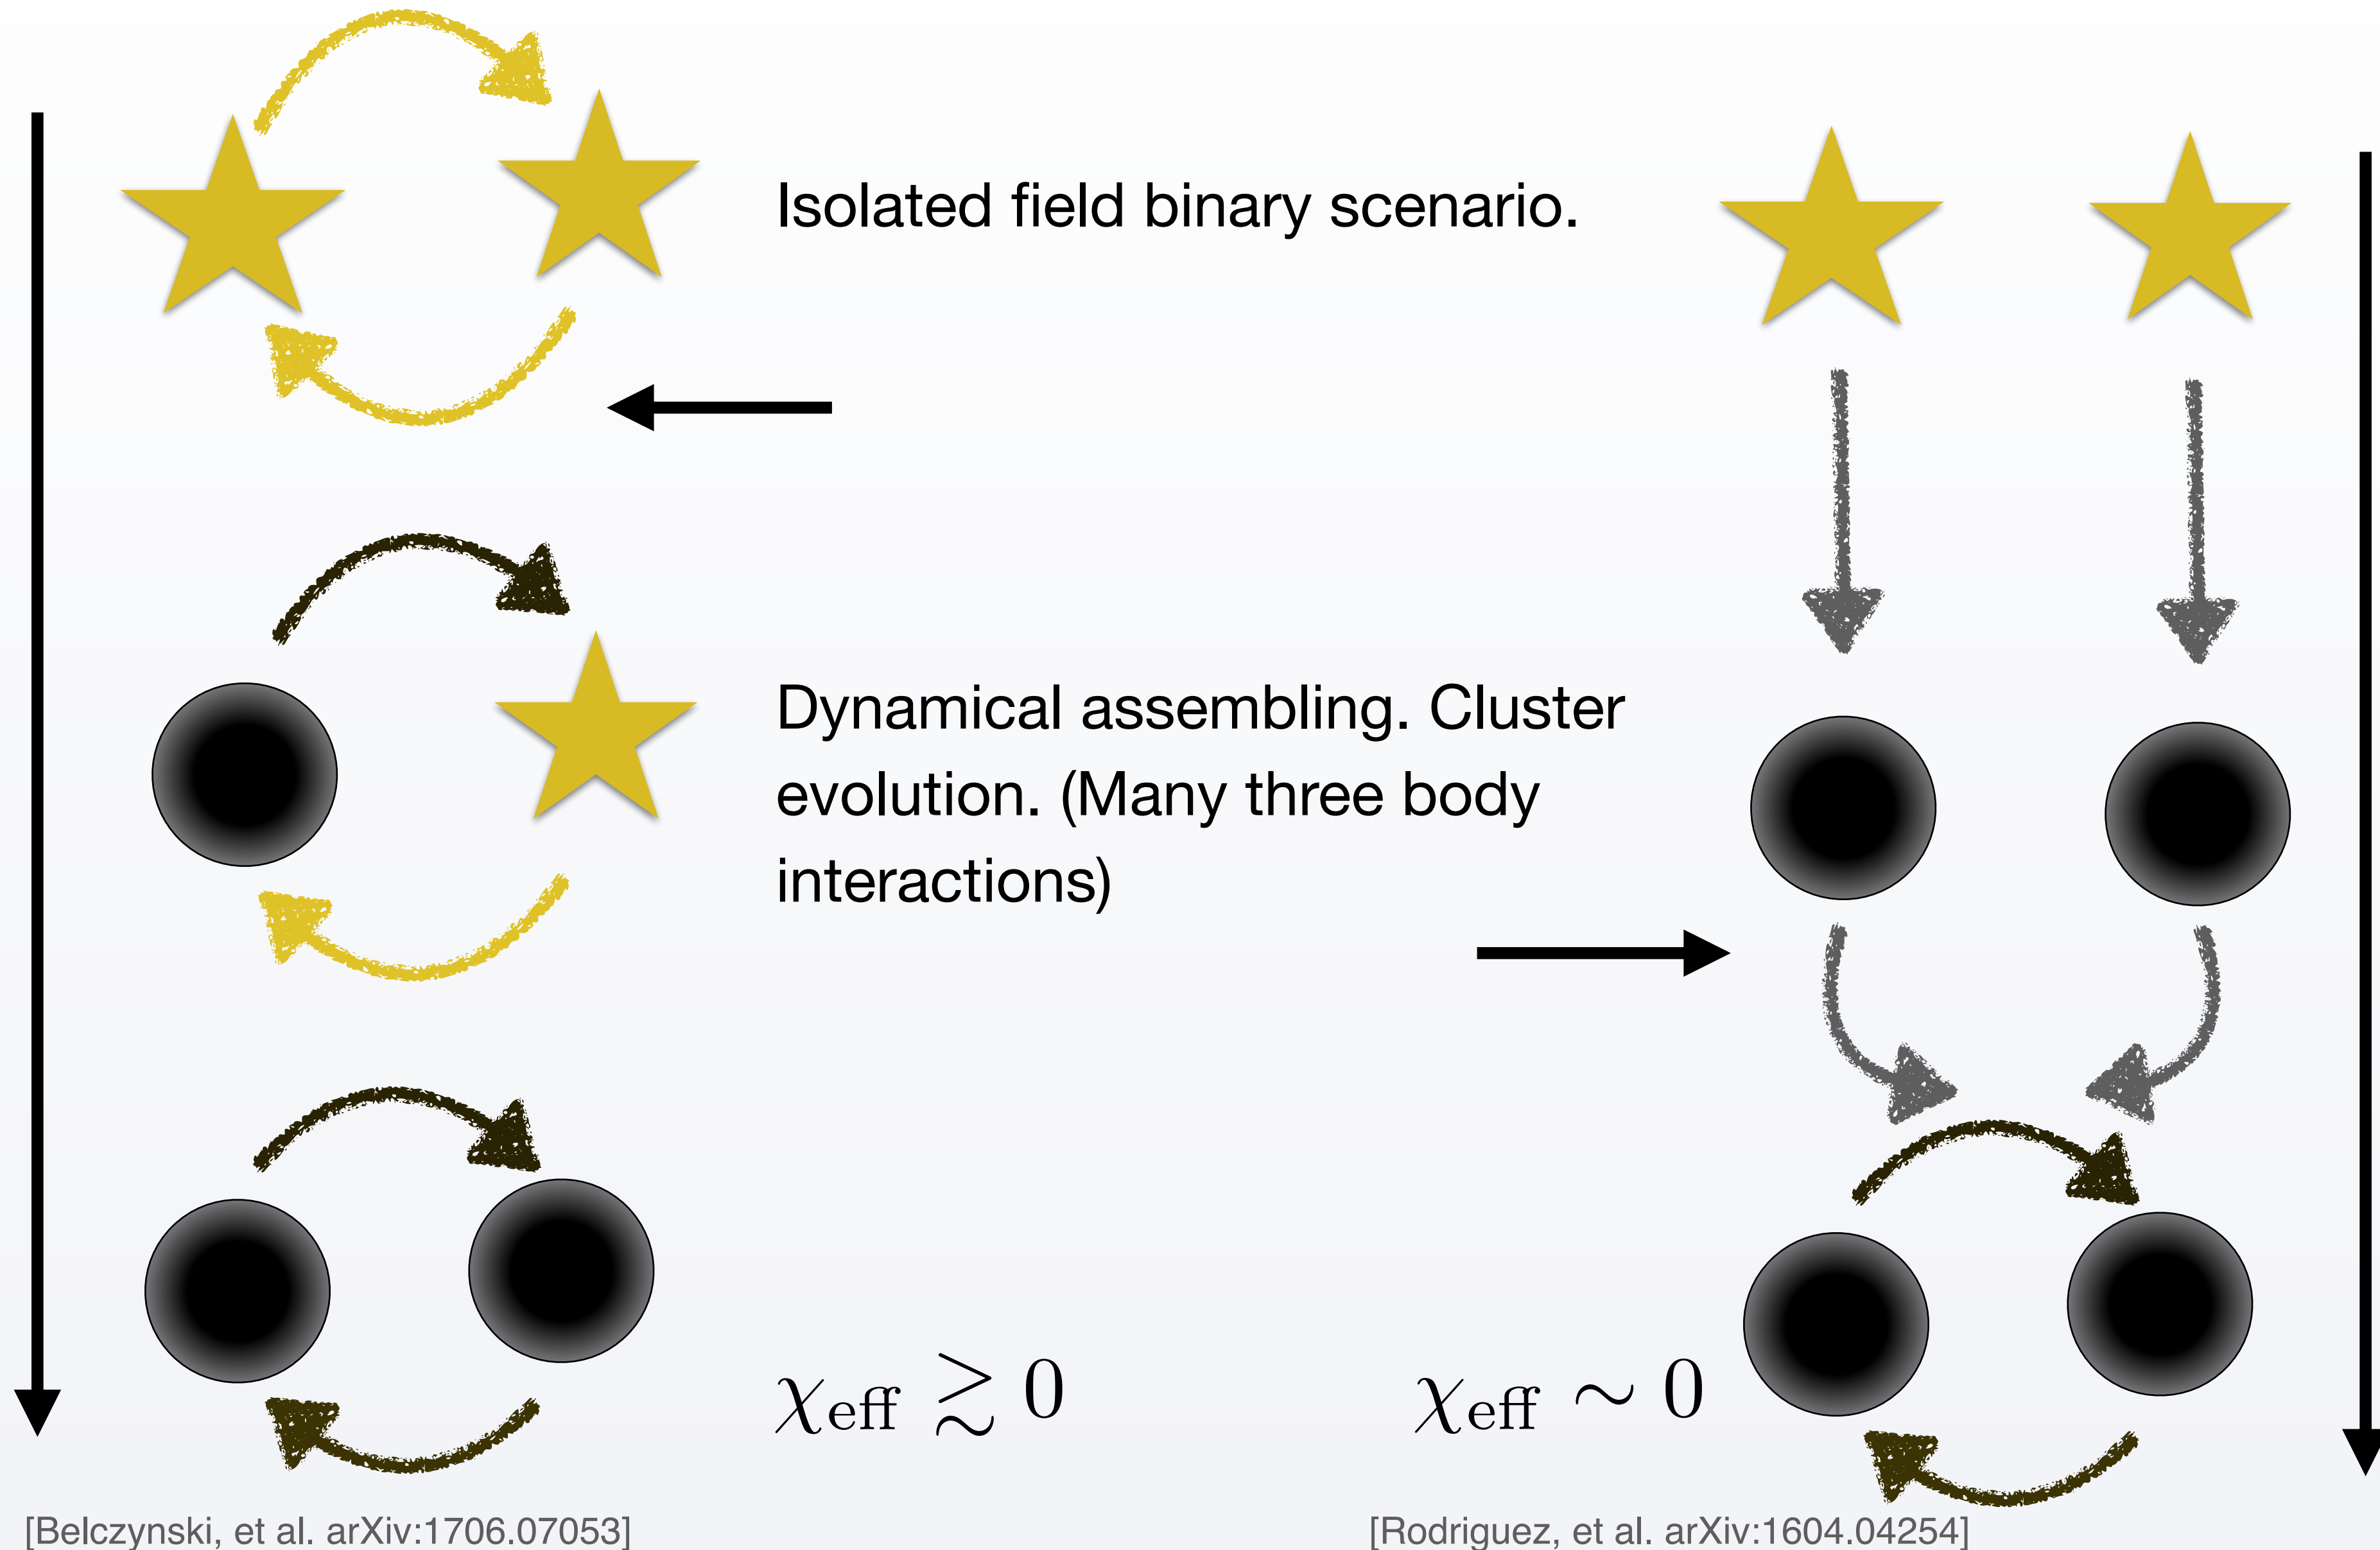 Isolated field binary scenario.
Dynamical assembling. Cluster
evolution. (Many three body
interactions)
χeff ≳ 0
χeff ∼ 0
[Belczynski, et al. arXiv:1706.07053]
[Rodriguez, et al. arXiv:1604.04254]